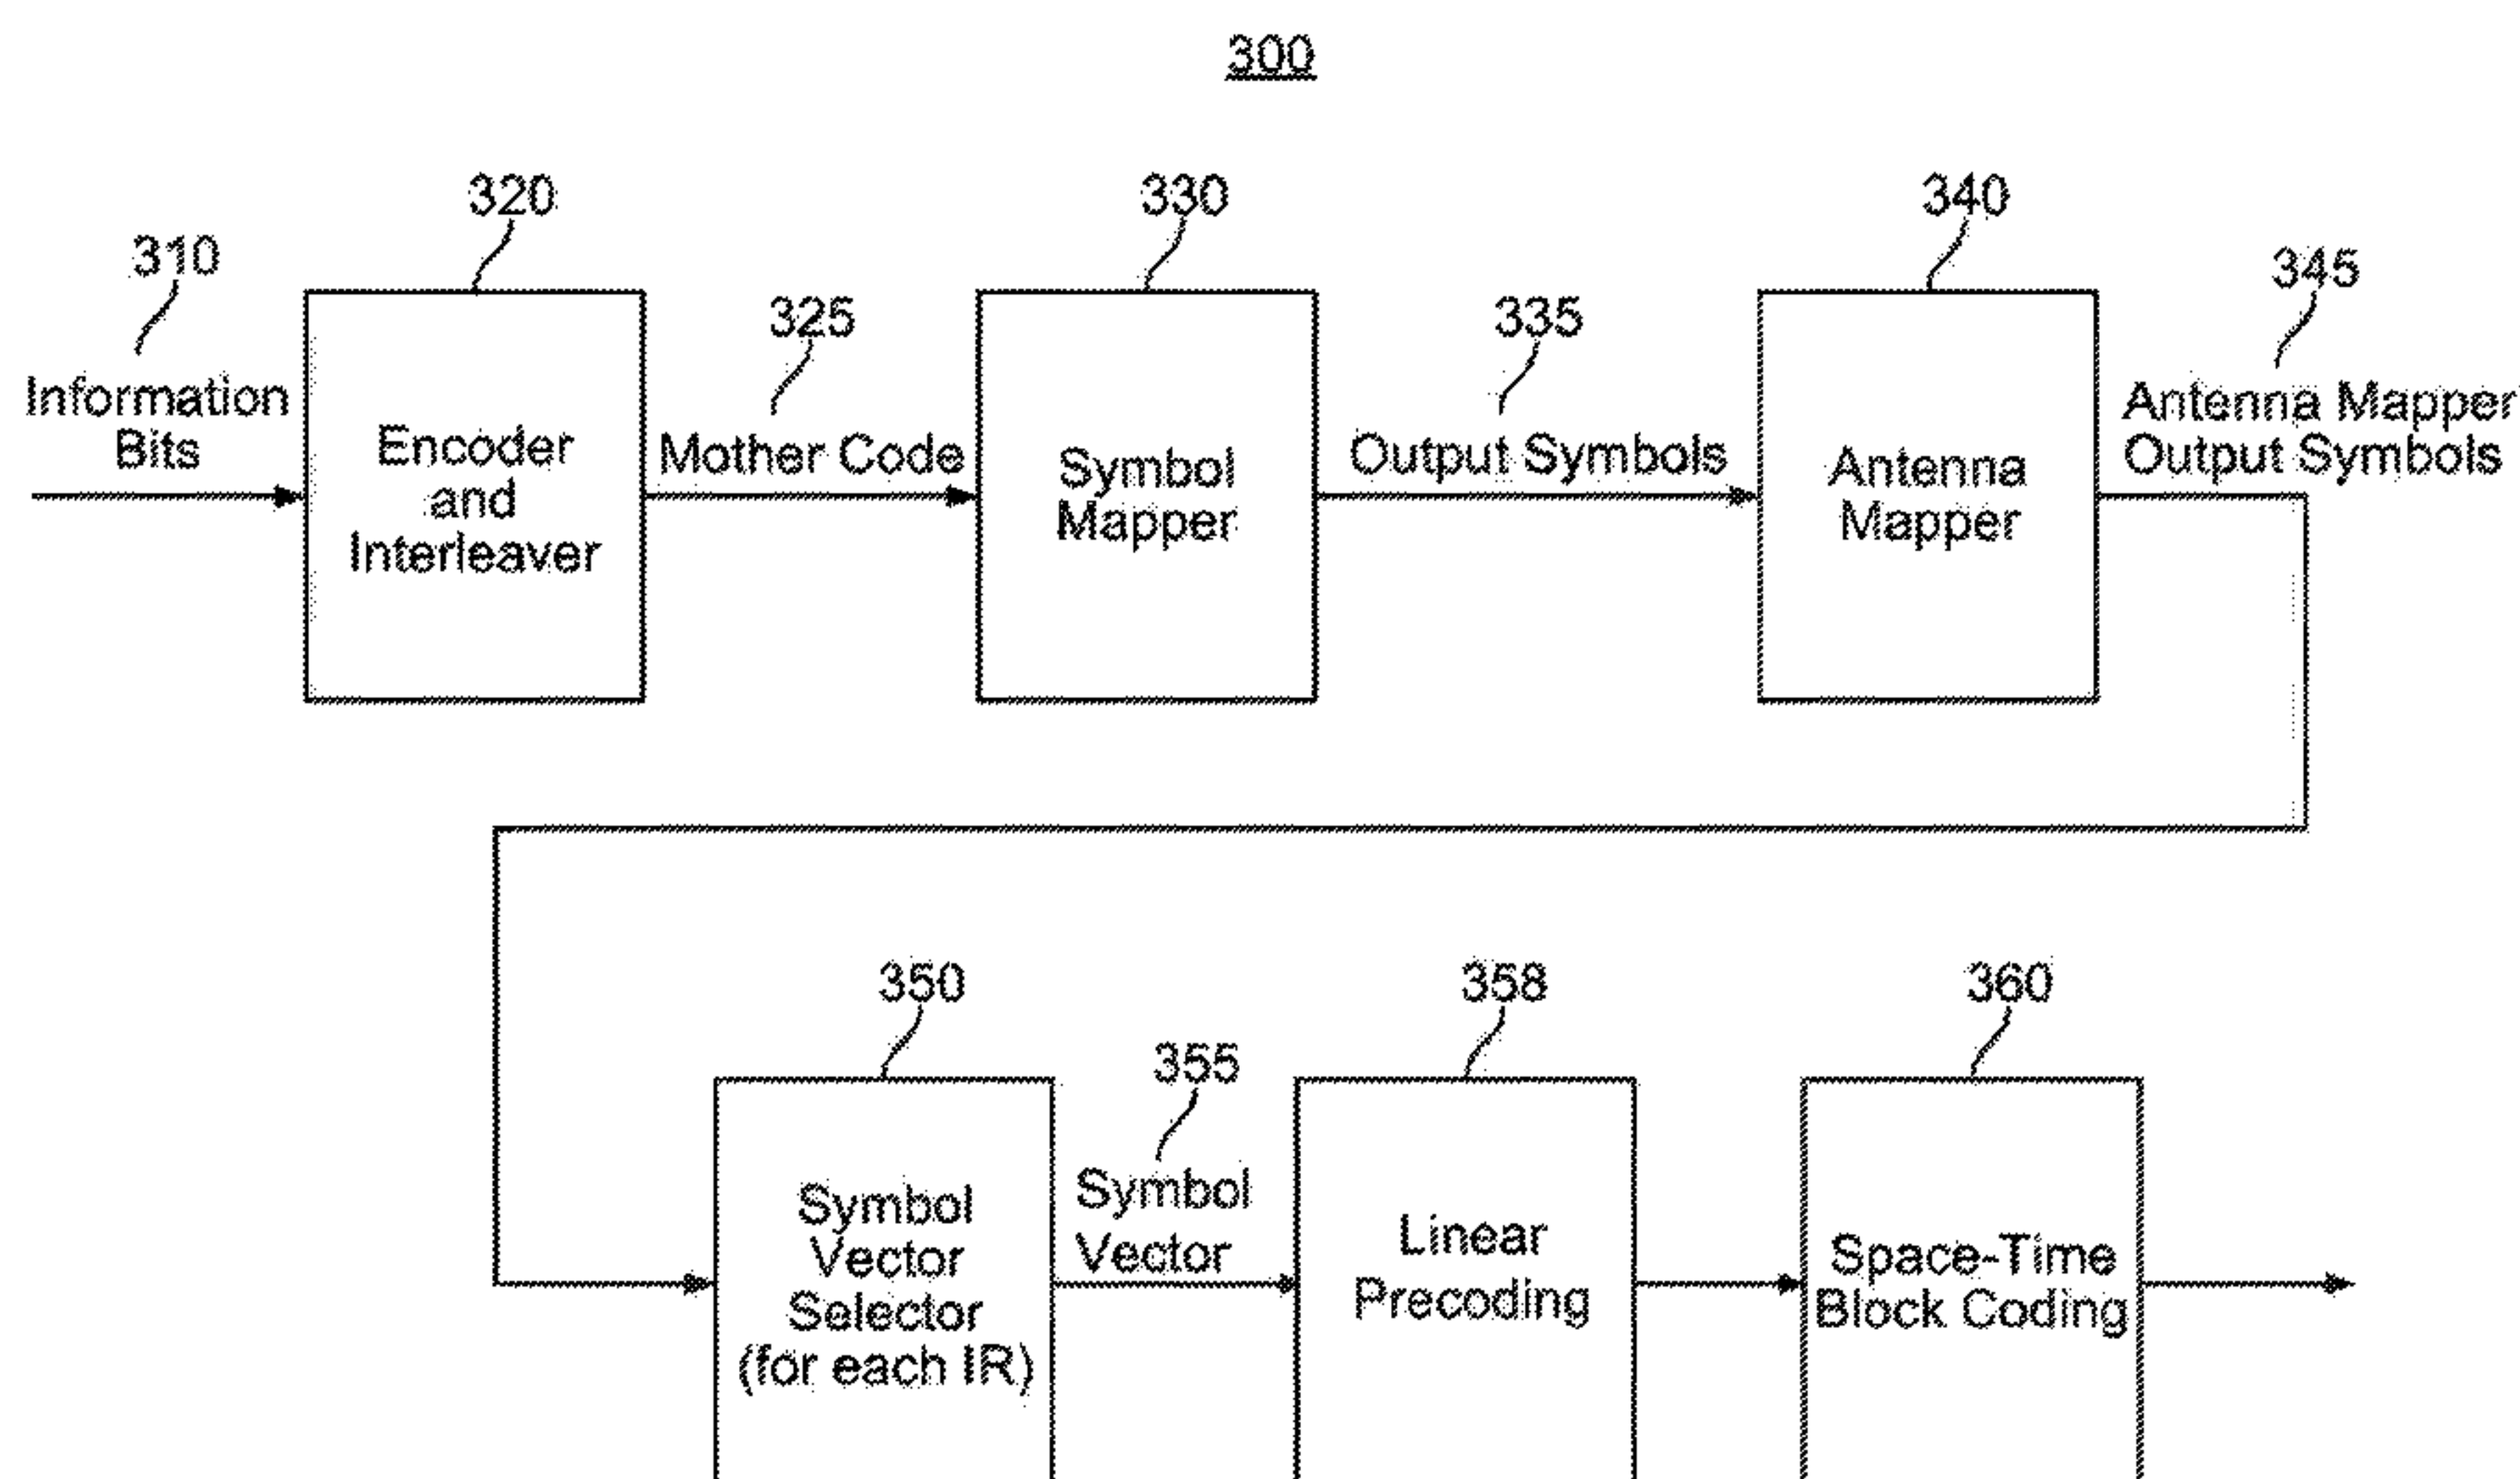 300
320
330
340
310
345
325
335
Information
Bits
Encoder
and
Interleaver
Mother Code
Symbol
Mapper
Output Symbols
Antenna
Mapper
Antenna Mapper
Output Symbols
350
358
360
355
Symbol
Vector
Selector
(for each IR)
Symbol
Vector
Linear
Precoding
Space-Time
Block Coding